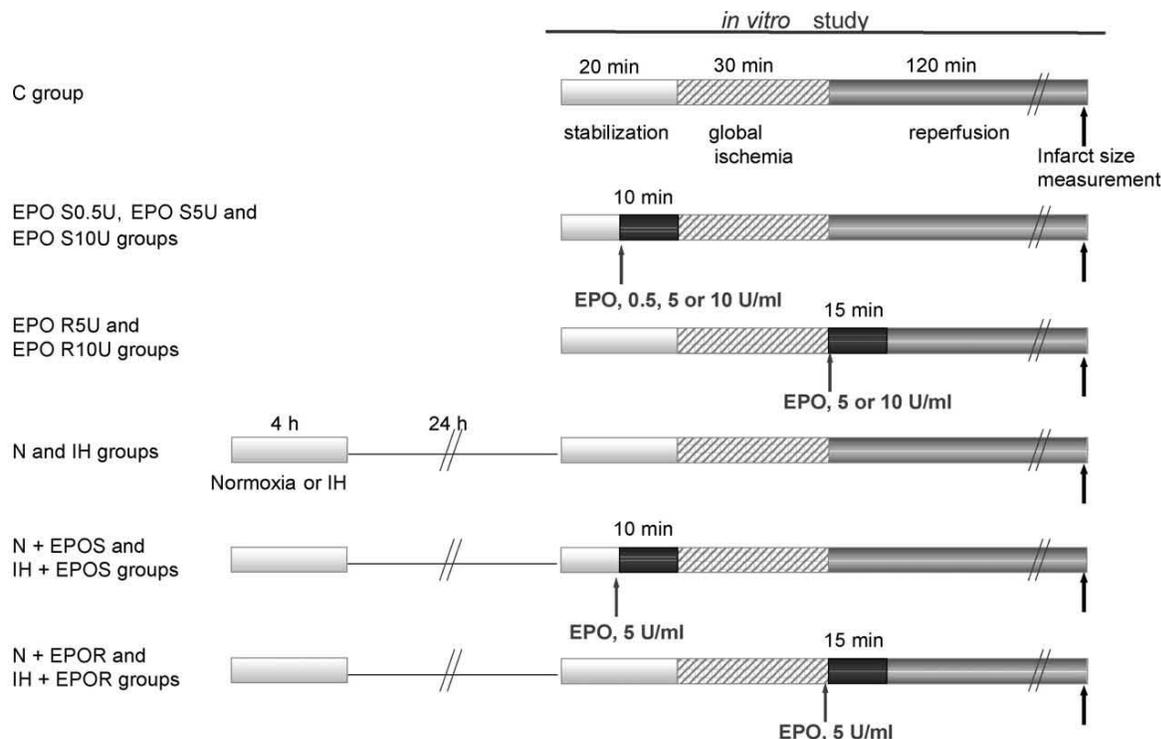 in vitro study
20 min 30 min 120 min
C group
stabilization global ischemia reperfusion
Infarct size
measurement
10 min
EPO S0.5U, EPO S5U and
EPO S10U groups
EPO, 0.5, 5 or 10 U/ml
15 min
EPO R5U and
EPO R10U groups
EPO, 5 or 10 U/ml
4 h 24 h
N and IH groups
Normoxia or IH
10 min
N + EPOS and
IH + EPOS groups
EPO, 5 U/ml
15 min
N + EPOR and
IH + EPOR groups
EPO, 5 U/ml